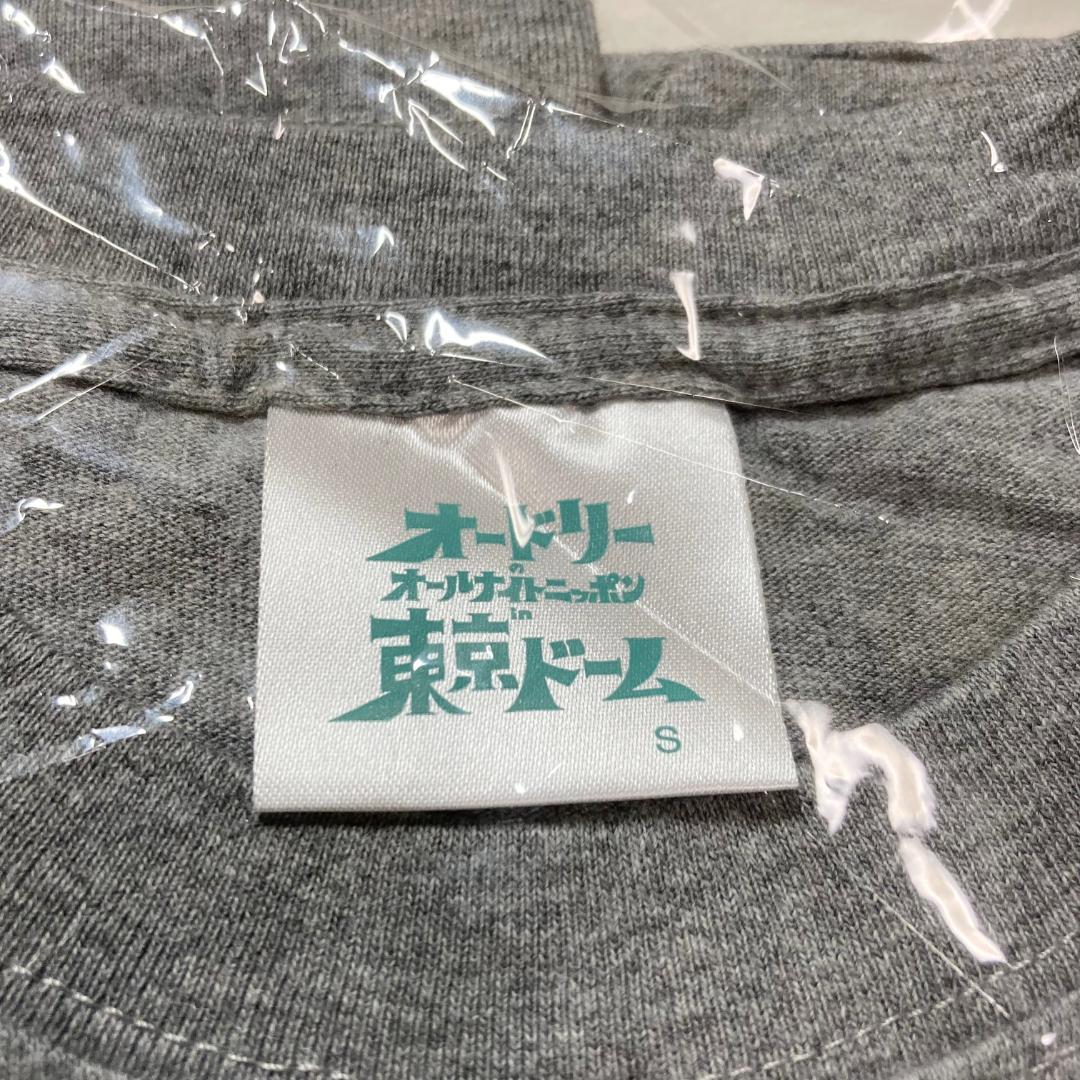 オードリー
の
オールナイトニッポン
in
東京ドーム
S